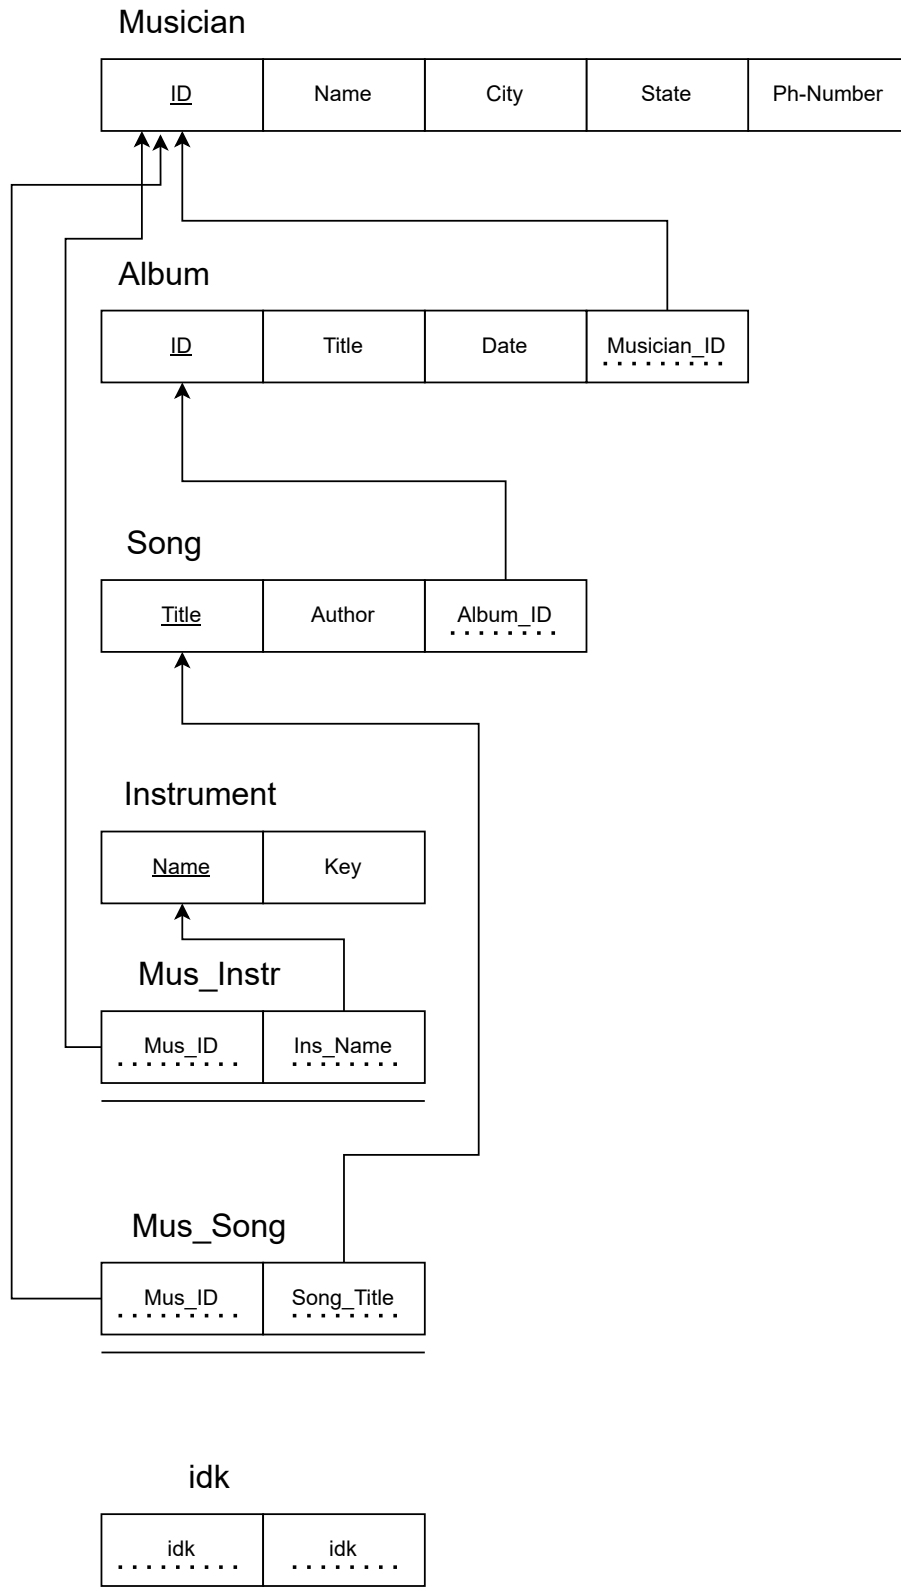 Musician
ID Name City State Ph-Number
Album
ID Title Date Musician_ID
Song
Title Author Album_ID
Instrument
Name Key
Mus_Instr
Mus_ID Ins_Name
Mus_Song
Mus_ID Song_Title
idk
idk idk